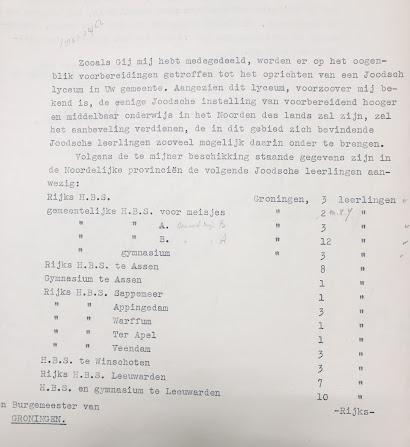 Zooals Gij mij hebt medegedeeld, worden er op het oogen-
blik voorbereidingen getroffen tot het oprichten van een Joodsch
lyceum in Uw gemeente. Aangezien dit lyceum, voorzoover mij be-
kend is, de eenige Joodsche instelling van voorbereidend hooger
en middelbaar onderwijs in het Noorden des lands zal zijn, zal
het aanbeveling verdienen, de in dit gebied zich bevindende
Joodsche leerlingen zooveel mogelijk daarin onder te brengen.
Volgens de te mijner beschikking staande gegevens zijn in
de Noordelijke provinciën de volgende Joodsche leerlingen aan-
wezig:
Rijks H.B.S. Groningen, 3 leerlingen
gemeentelijke H.B.S. voor meisjes " 2 "
" " A. " 3 "
" " B. " 12 "
" gymnasium " 3 "
Rijks H.B.S. te Assen 8 "
Gymnasium te Assen 1 "
Rijks H.B.S. Sappemeer 1 "
" " Appingedam 3 "
" " Warffum 1 "
" " Ter Apel 1 "
" " Veendam 3 "
H.B.S. te Winschoten 3 "
Rijks H.B.S. Leeuwarden 7 "
H.B.S. en gymnasium te Leeuwarden 10 "
n Burgemeester van -Rijks-
GRONINGEN.